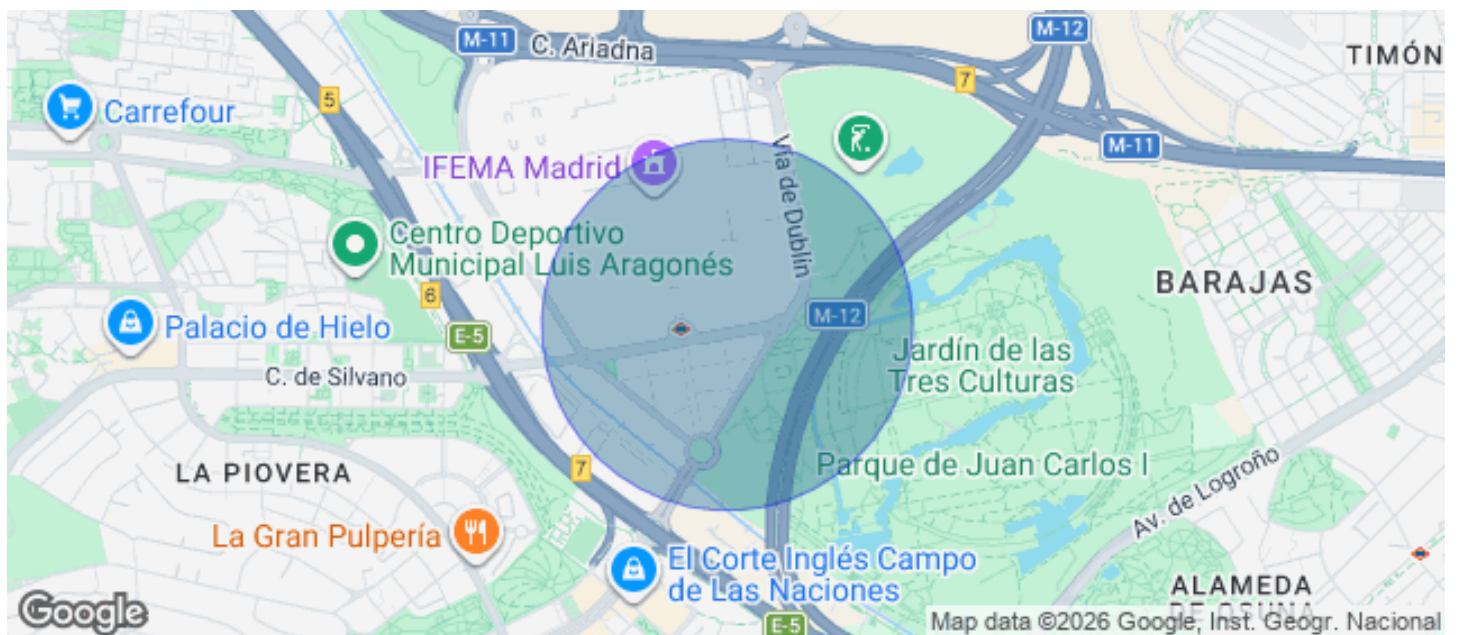 M-11
C. Ariadna
M-12
TIMÓN
7
5
Carrefour
M-11
IFEMA Madrid
Vía de Dublín
Centro Deportivo
Municipal Luis Aragonés
BARAJAS
6
Palacio de Hielo
E-5
M-12
Jardín de las
Tres Culturas
C. de Silvano
LA PIOVERA
7
Parque de Juan Carlos I
Av. de Logroño
La Gran Pulpería
El Corte Inglés Campo
de Las Naciones
ALAMEDA
DE OSUNA
Google
E-5
Map data ©2026 Google, Inst. Geogr. Nacional